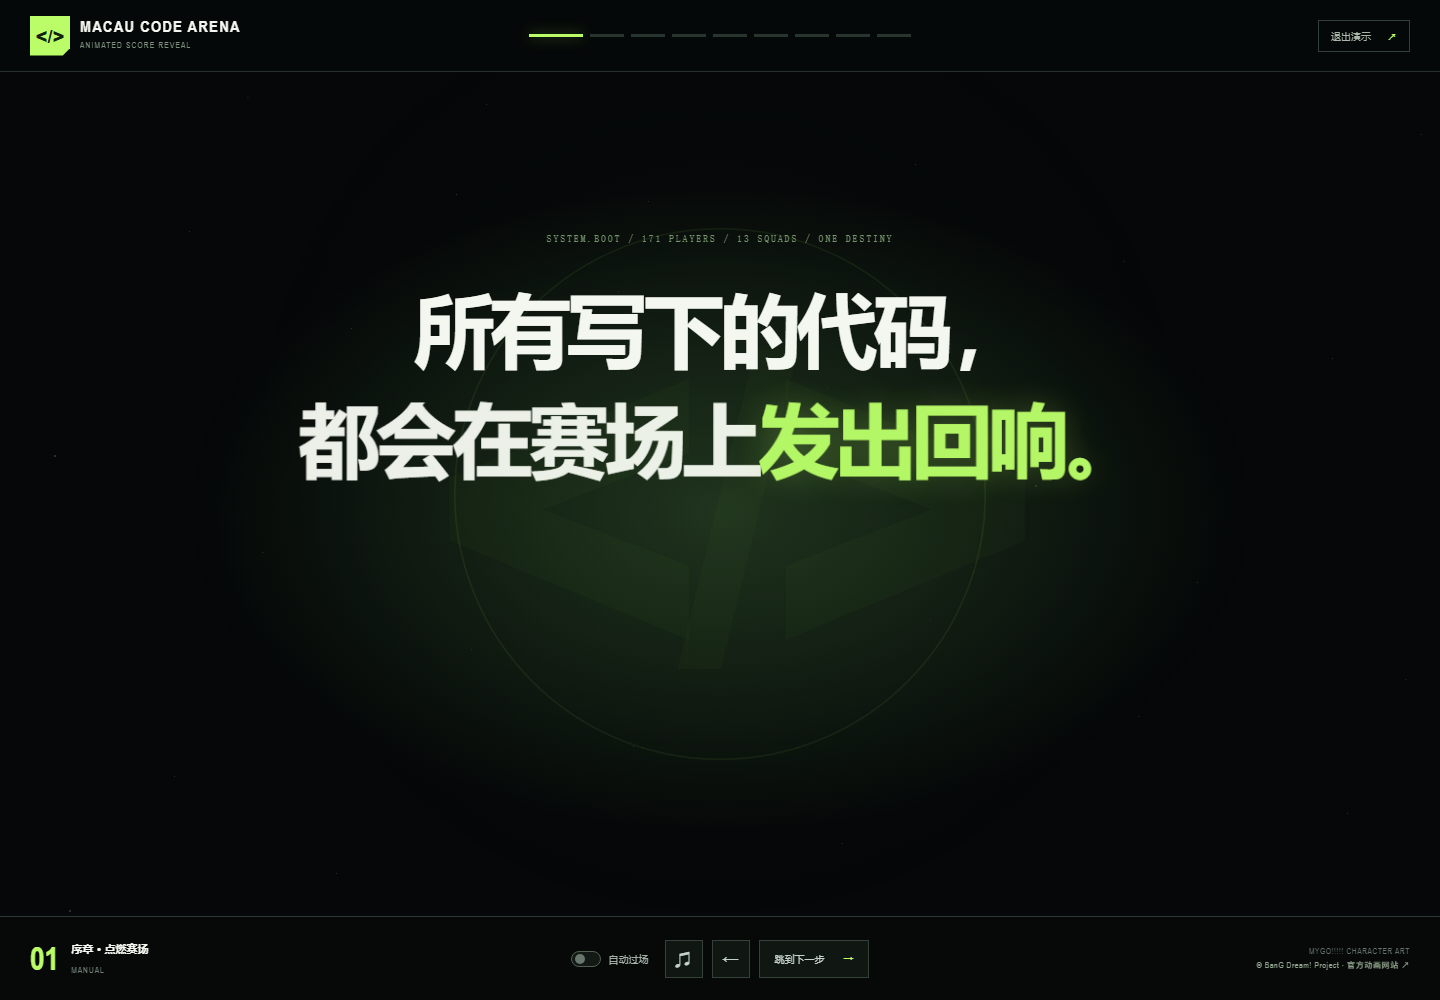 </>
MACAU CODE ARENA
ANIMATED SCORE REVEAL
退出演示 ↗
SYSTEM.BOOT / 171 PLAYERS / 13 SQUADS / ONE DESTINY
所有写下的代码，
都会在赛场上发出回响。
01
序章・点燃赛场
MANUAL
自动过场
♫
←
跳到下一步 →
MYGO!!!!! CHARACTER ART
© BanG Dream! Project · 官方动画网站 ↗